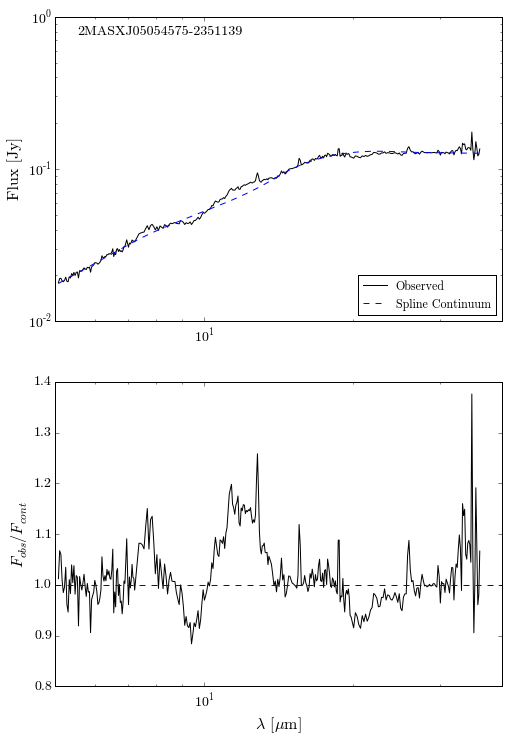 10^0
2MASXJ05054575-2351139
Flux [Jy]
10^-1
Observed
Spline Continuum
10^-2
10^1
1.4
1.3
1.2
F_obs/F_cont
1.1
1.0
0.9
0.8
10^1
λ [μm]